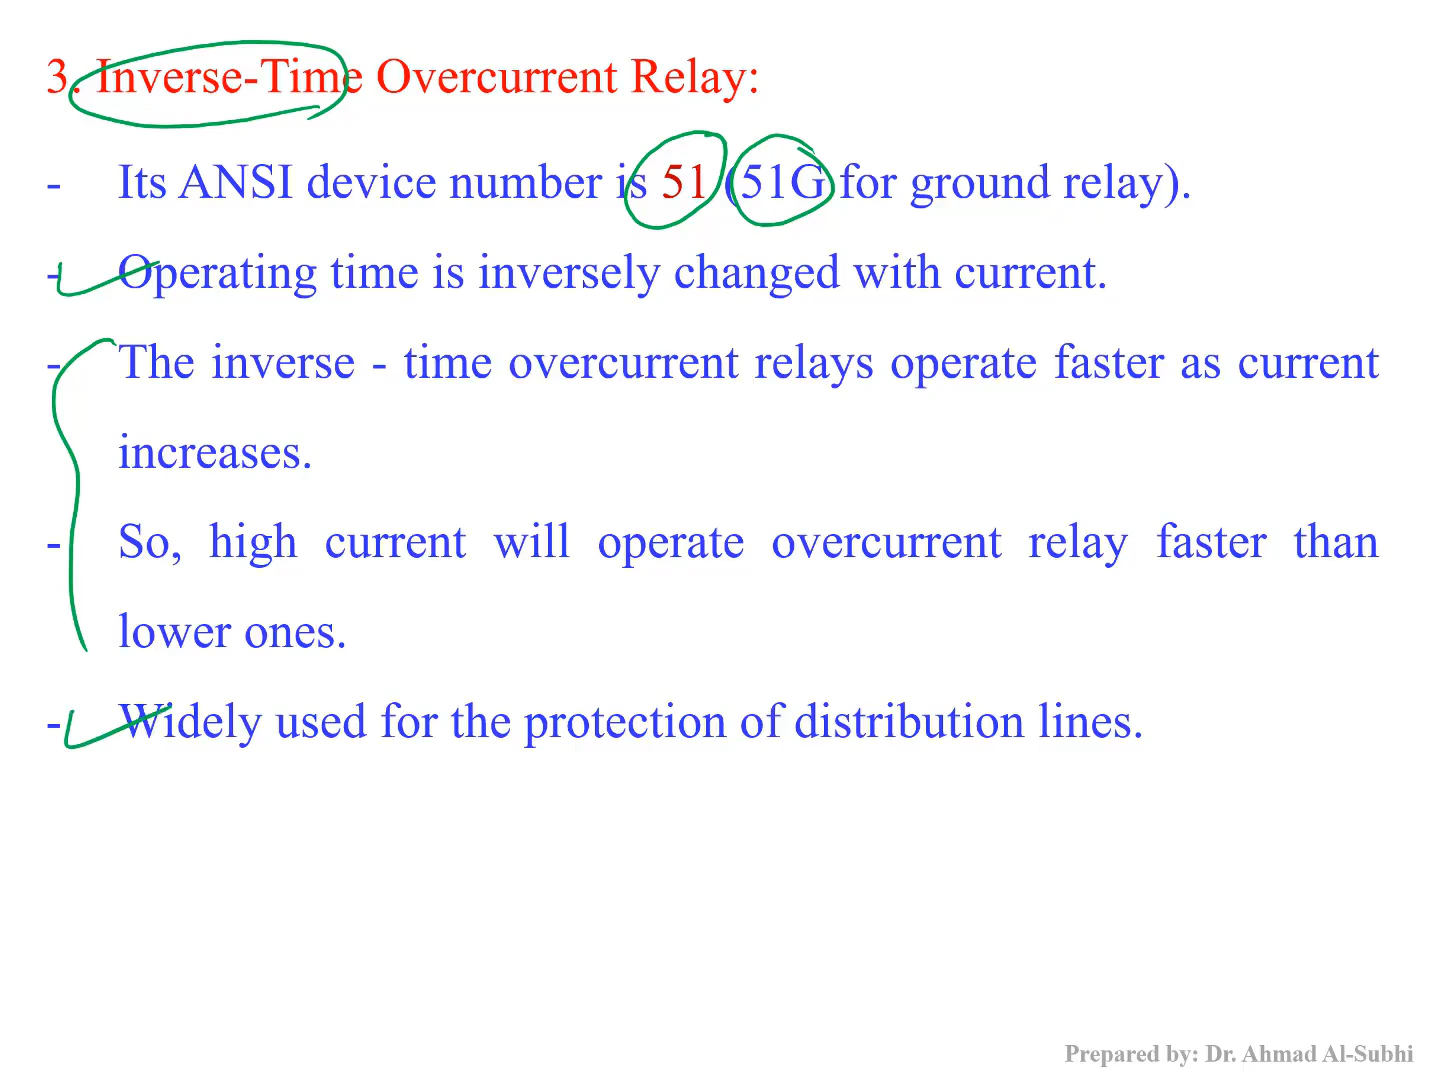 3. Inverse-Time Overcurrent Relay:
- Its ANSI device number is 51 (51G for ground relay).
- Operating time is inversely changed with current.
- The inverse - time overcurrent relays operate faster as current
increases.
- So, high current will operate overcurrent relay faster than
lower ones.
- Widely used for the protection of distribution lines.
Prepared by: Dr. Ahmad Al-Subhi